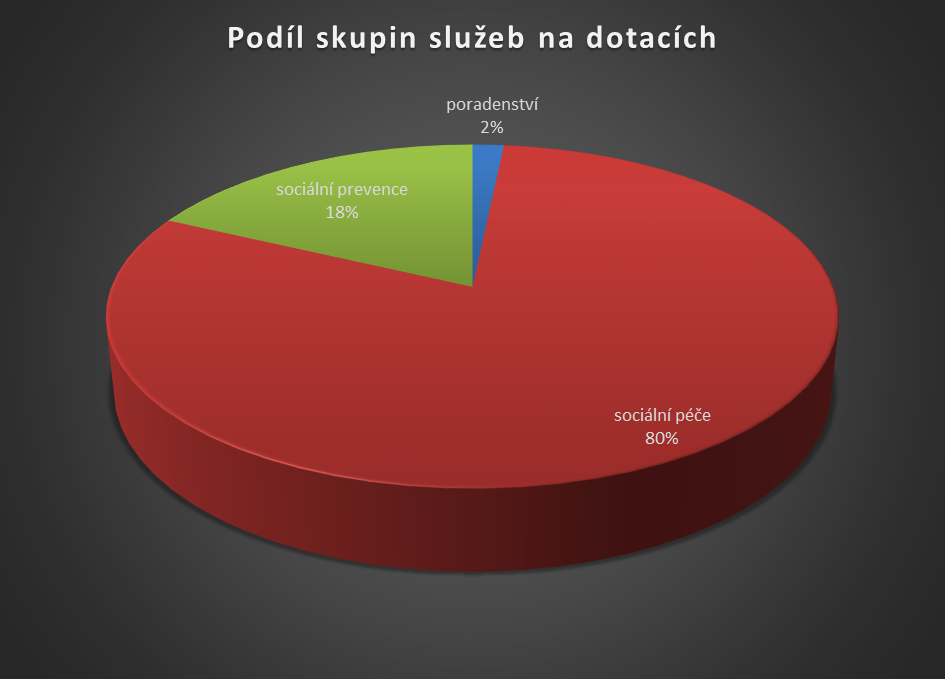 Podíl skupin služeb na dotacích
poradenství
2%
sociální prevence
18%
sociální péče
80%